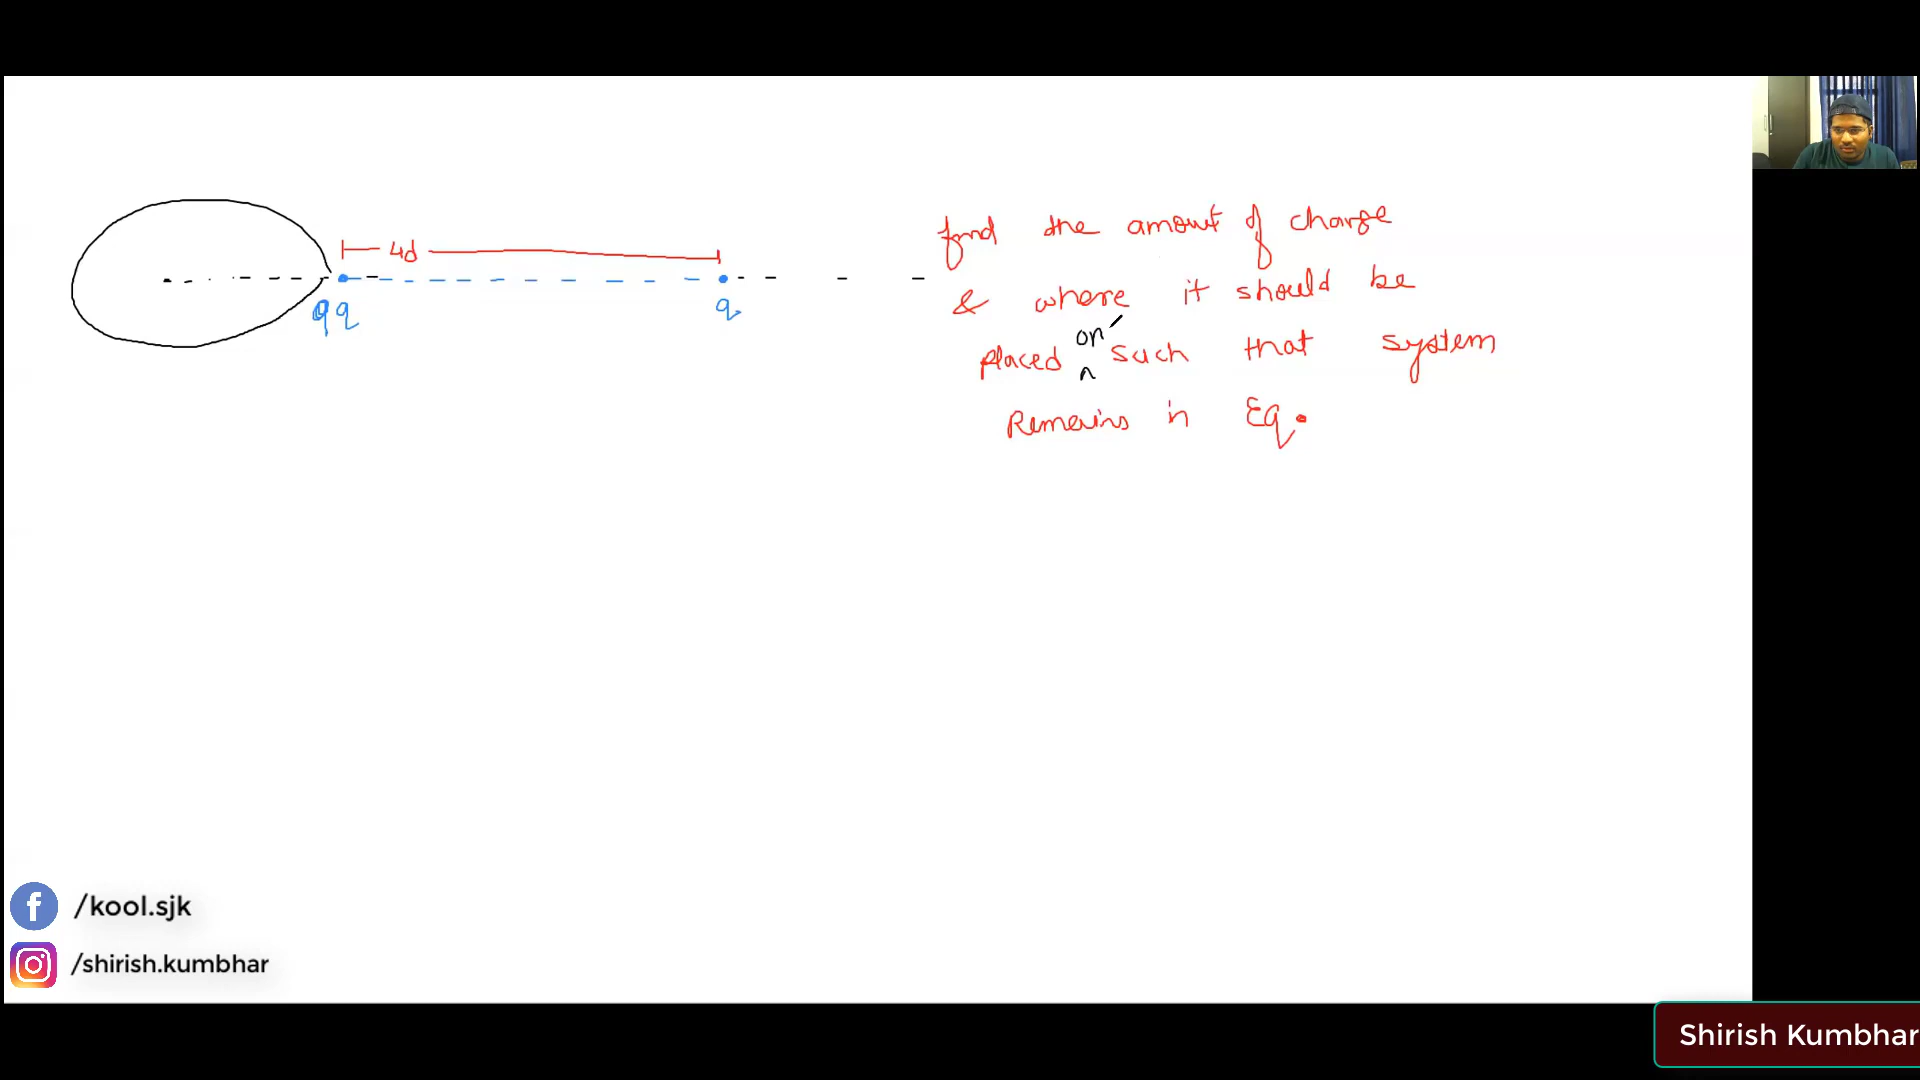 4d
find the amount of charge
& where it should be
on
placed such that system
q q
q
Remains in Eq.
/kool.sjk
/shirish.kumbhar
Shirish Kumbhar